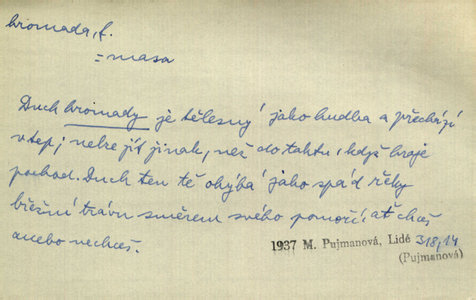 hromada, f.
= masa
Duch hromady je tělesný jako hudba a přechází
v tep; nelze jít jinak, než do taktu, když hraje
pochod. Duch ten tě ohýbá jako spád řeky
břežní trávu směrem svého pomoří, ať chceš
anebo nechceš.
1937 M. Pujmanová, Lidé 318,14
(Pujmanová)